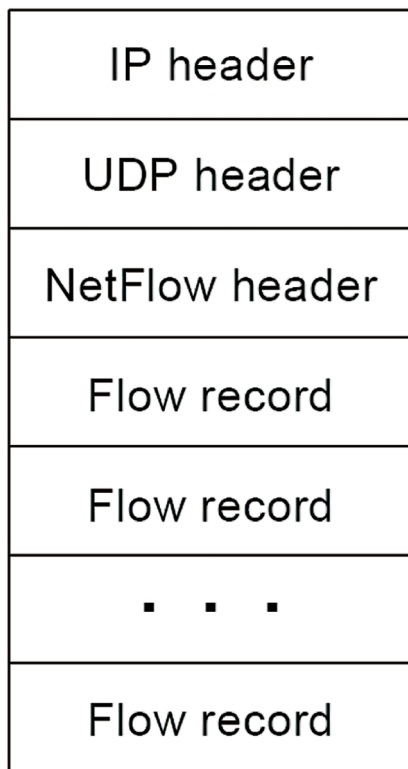 IP header
UDP header
NetFlow header
Flow record
Flow record
. . .
Flow record